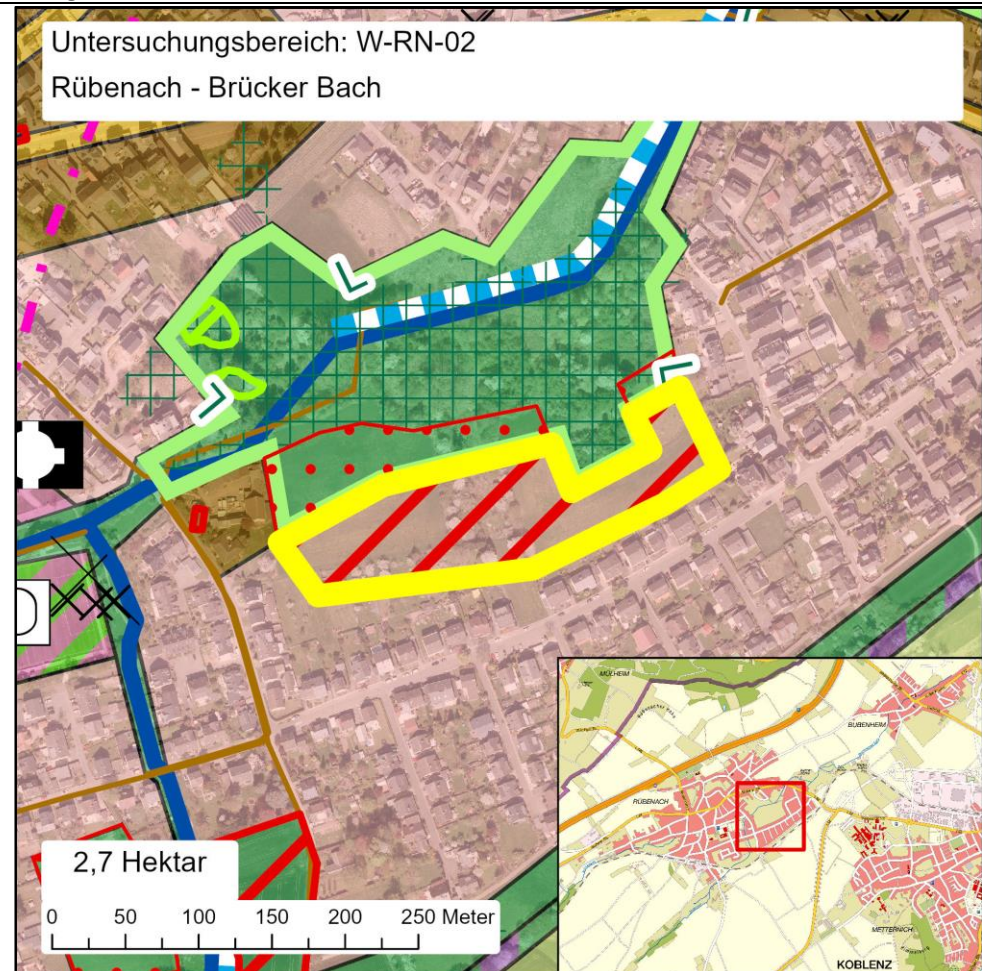 Untersuchungsbereich: W-RN-02
Rübenach - Brücker Bach
2,7 Hektar
0 50 100 150 200 250 Meter
MÜLHEIM
BUBENHEIM
RÜBENACH
METTERNICH
KOBLENZ